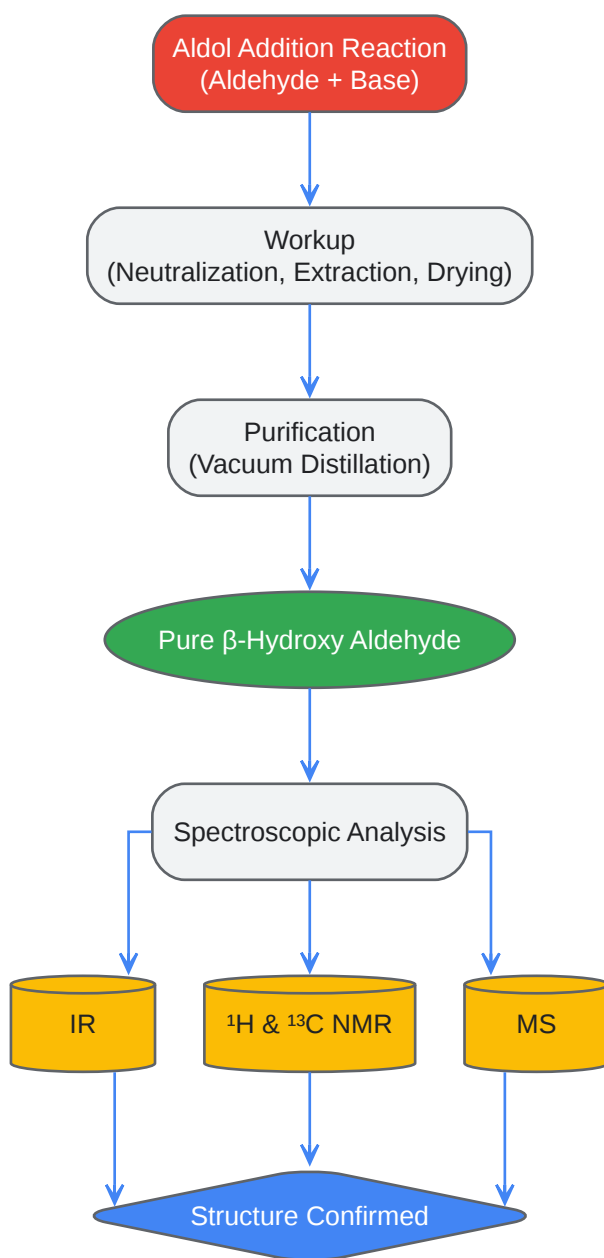 Aldol Addition Reaction
(Aldehyde + Base)
Workup
(Neutralization, Extraction, Drying)
Purification
(Vacuum Distillation)
Pure β-Hydroxy Aldehyde
Spectroscopic Analysis
IR
¹H & ¹³C NMR
MS
Structure Confirmed